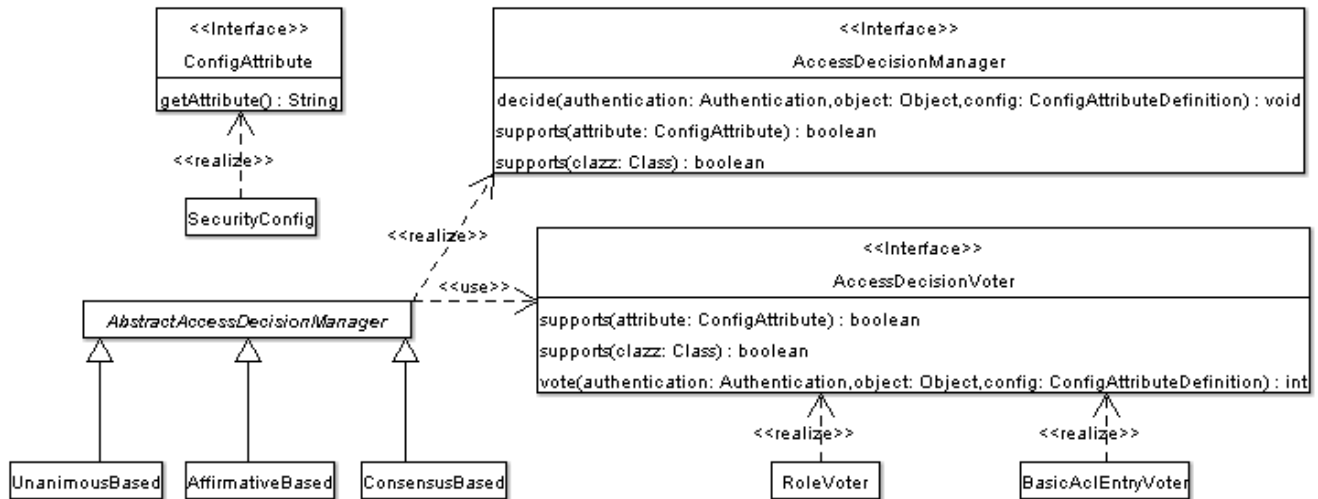 <<Interface>>
ConfigAttribute
getAttribute() : String
<<realize>>
SecurityConfig
<<Interface>>
AccessDecisionManager
decide(authentication: Authentication,object: Object,config: ConfigAttributeDefinition) : void
supports(attribute: ConfigAttribute) : boolean
supports(clazz: Class) : boolean
<<realize>>
<<use>>
<<Interface>>
AccessDecisionVoter
supports(attribute: ConfigAttribute) : boolean
supports(clazz: Class) : boolean
vote(authentication: Authentication,object: Object,config: ConfigAttributeDefinition) : int
AbstractAccessDecisionManager
<<realize>>
<<realize>>
UnanimousBased
AffirmativeBased
ConsensusBased
RoleVoter
BasicAclEntryVoter